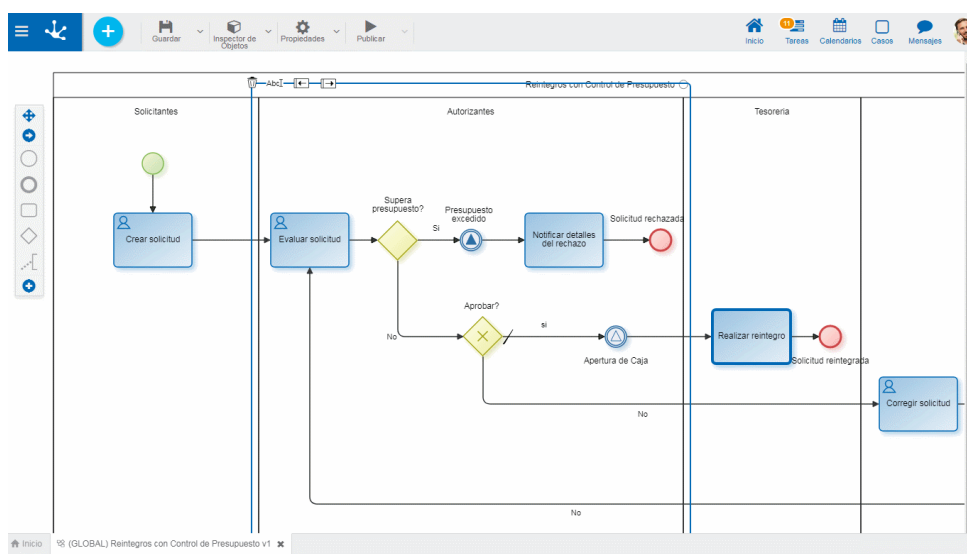 Guardar
Inspector de
Objetos
Propiedades
Publicar
Inicio
11
Tareas
Calendarios
Casos
Mensajes
AbcI
Reintegros con Control de Presupuesto
Solicitantes
Autorizantes
Tesoreria
Supera
presupuesto?
Presupuesto
excedido
Si
Solicitud rechazada
Crear solicitud
Evaluar solicitud
Notificar detalles
del rechazo
Aprobar?
No
si
Realizar reintegro
Apertura de Caja
Solicitud reintegrada
Corregir solicitud
No
No
Inicio
(GLOBAL) Reintegros con Control de Presupuesto v1